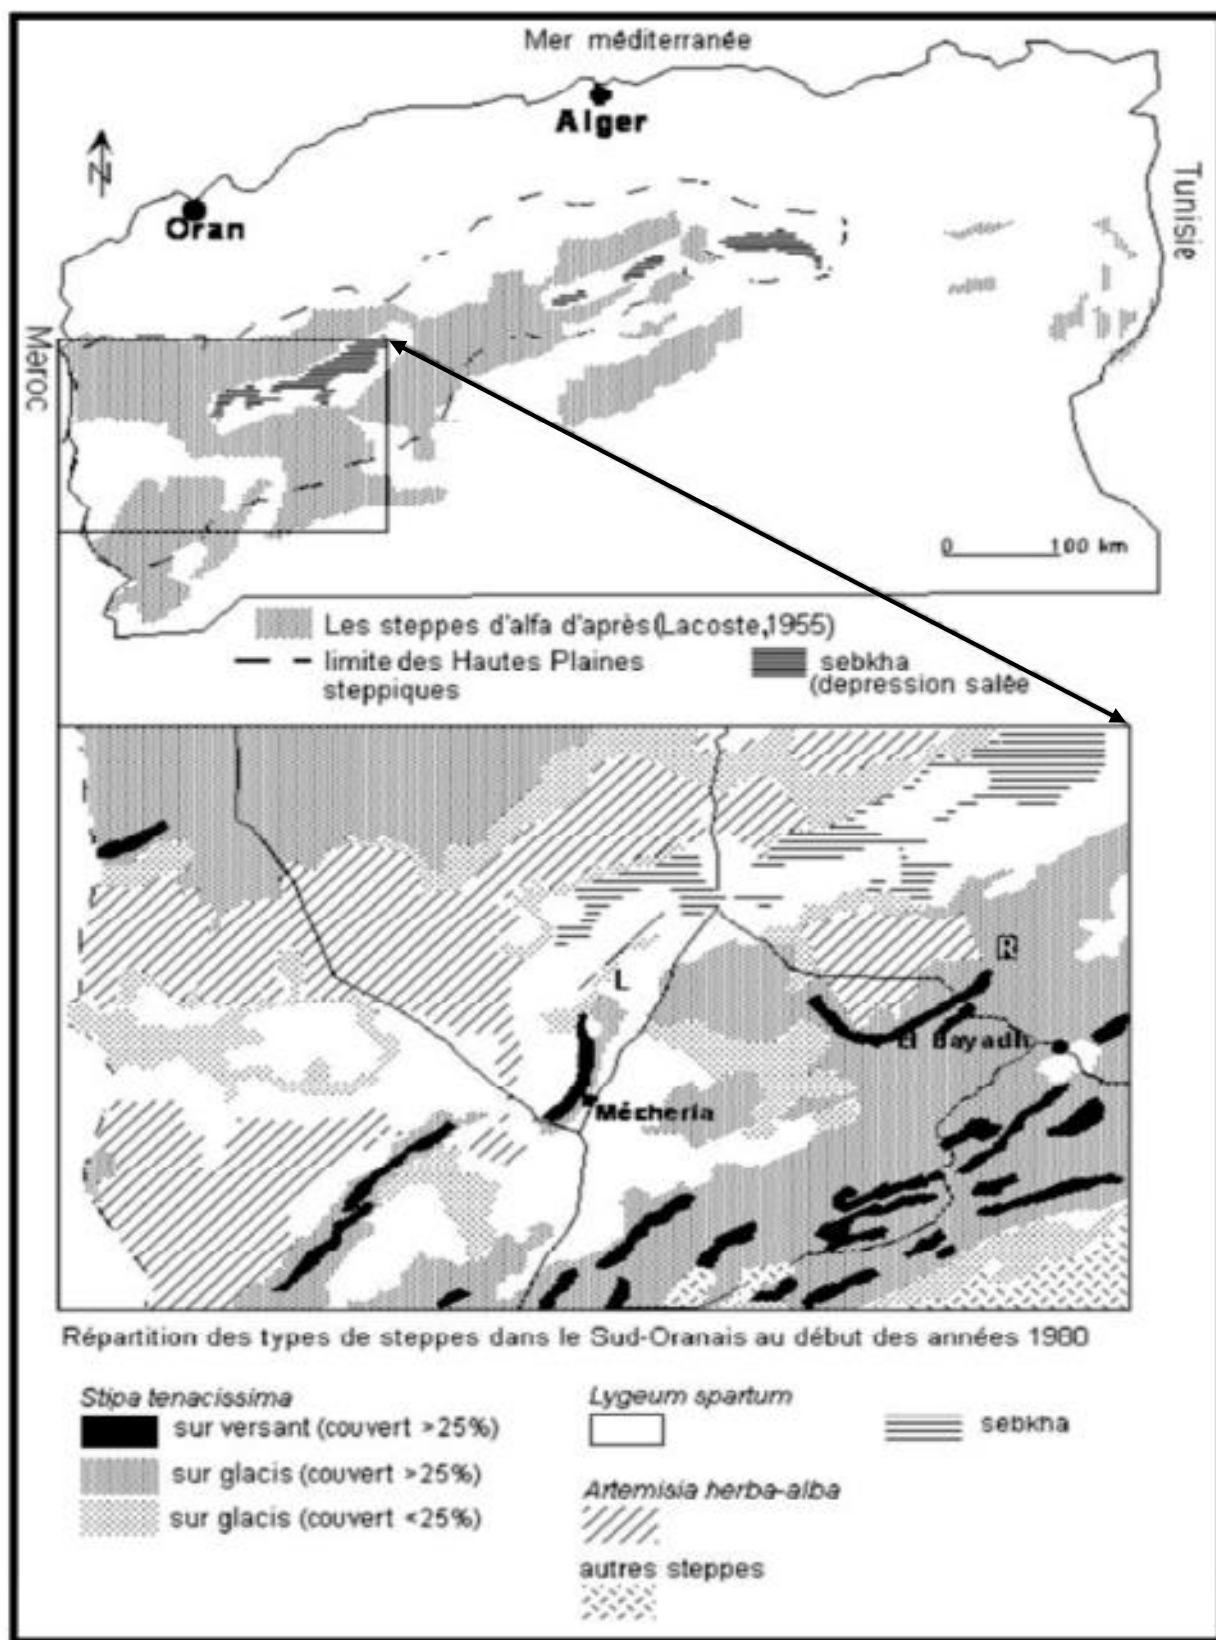 Mer méditerranée
Alger
N
Oran
Tunisie
Maroc
0 100 km
Les steppes d'alfa d'après(Lacoste,1955)
limite des Hautes Plaines
steppiques
sebkha
(depression salée
R
L
El Bayadh
Mécheria
Répartition des types de steppes dans le Sud-Oranais au début des années 1980
Stipa tenacissima
sur versant (couvert >25%)
sur glacis (couvert >25%)
sur glacis (couvert <25%)
Lygeum spartum
sebkha
Artemisia herba-alba
autres steppes